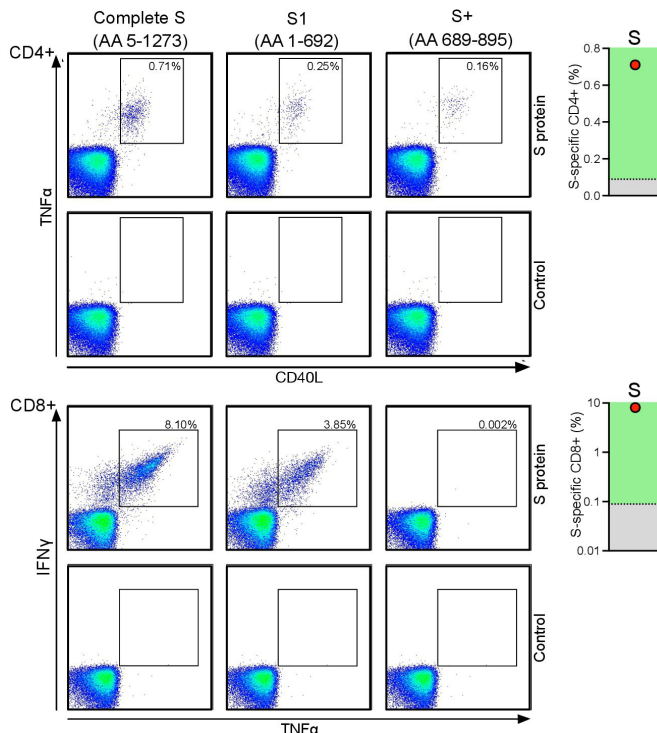 Complete S
(AA 5-1273)
S1
(AA 1-692)
S+
(AA 689-895)
CD4+
0.71%
0.25%
0.16%
S protein
Control
TNFα
CD40L
S
S-specific CD4+ (%)
0.8
0.6
0.4
0.2
0.0
CD8+
8.10%
3.85%
0.002%
S protein
Control
IFNγ
TNFα
S
S-specific CD8+ (%)
10
1
0.1
0.01